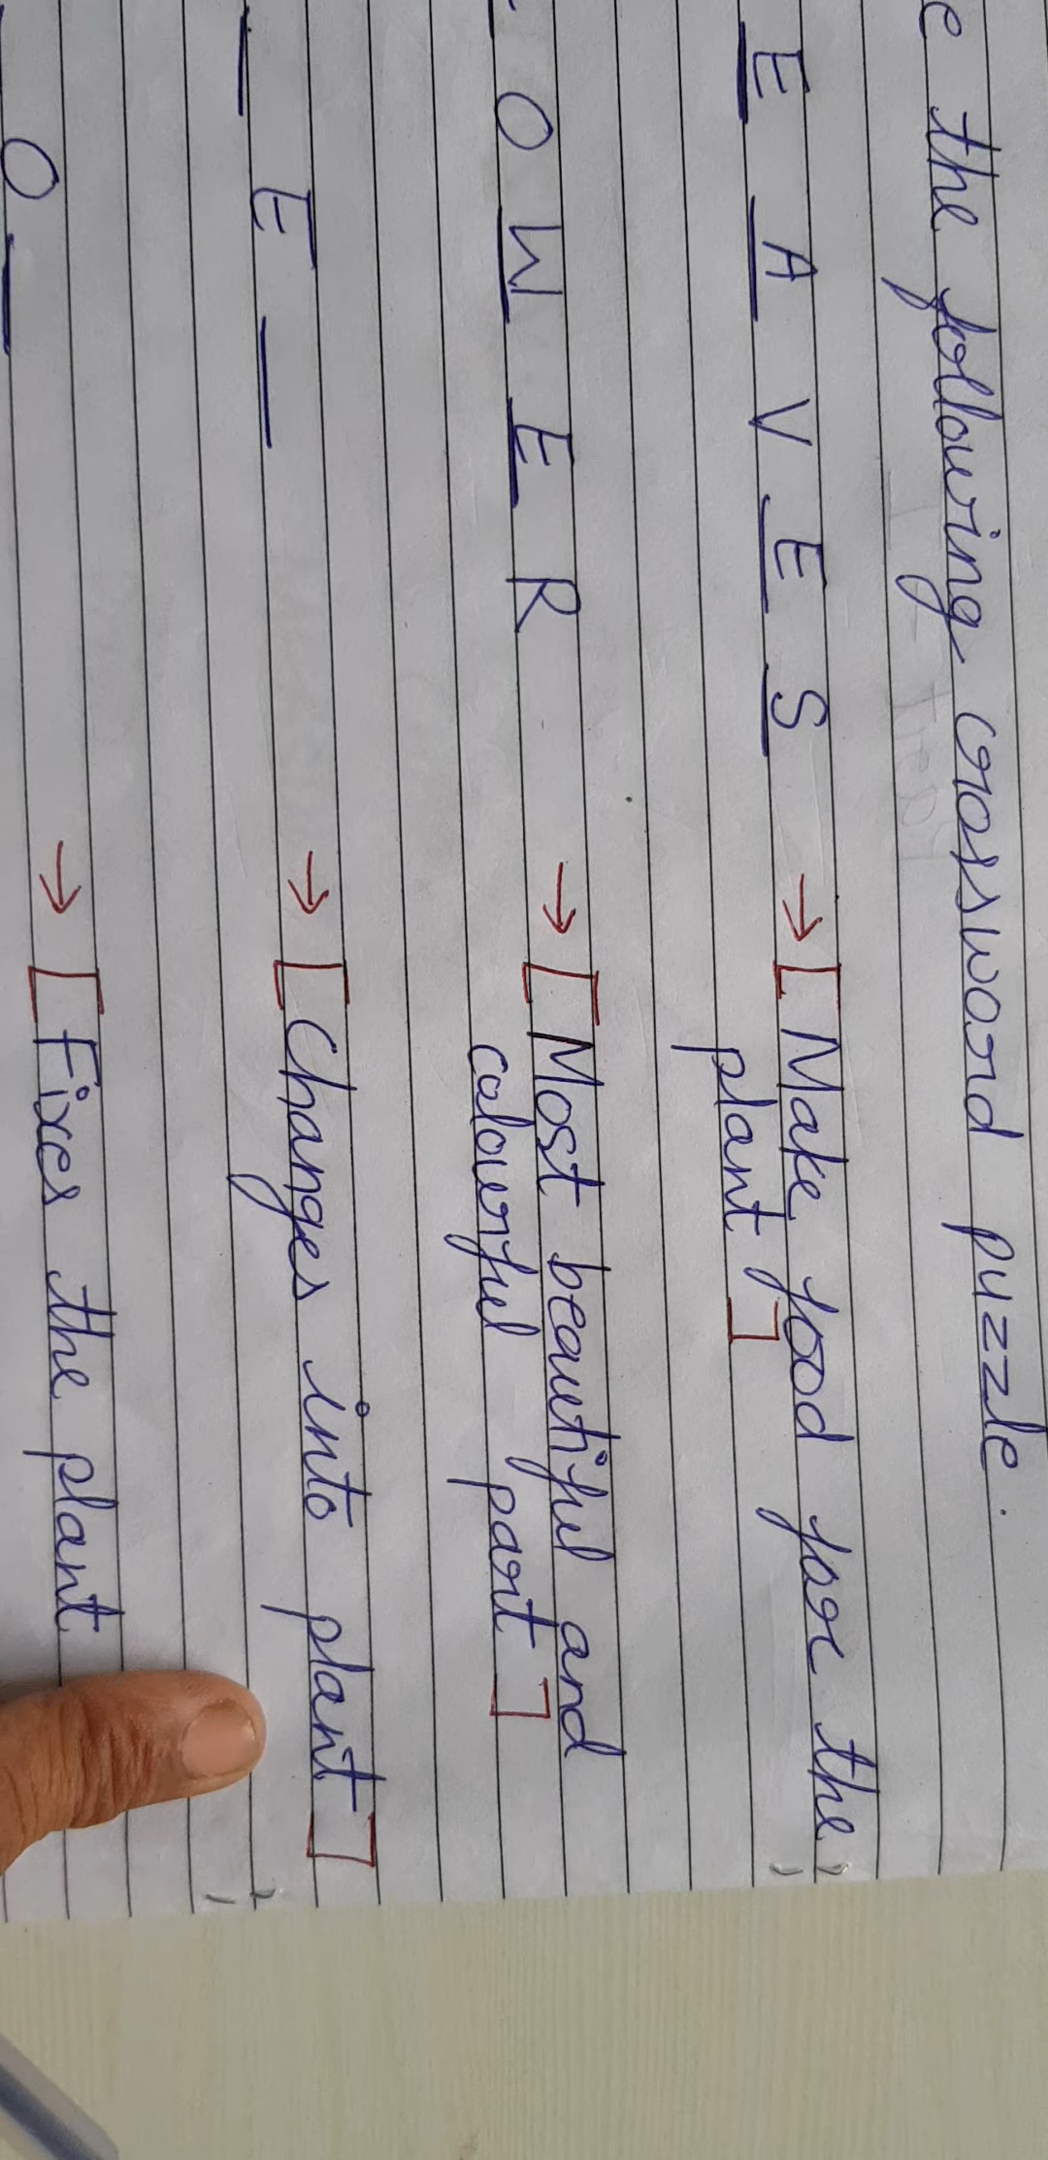 e the following crossword puzzle.
E A V E S → [Make food for the
plant]
O W E R → [Most beautiful and
colourful part]
_ E _ → [Changes into plant]
O _ → [Fixes the plant